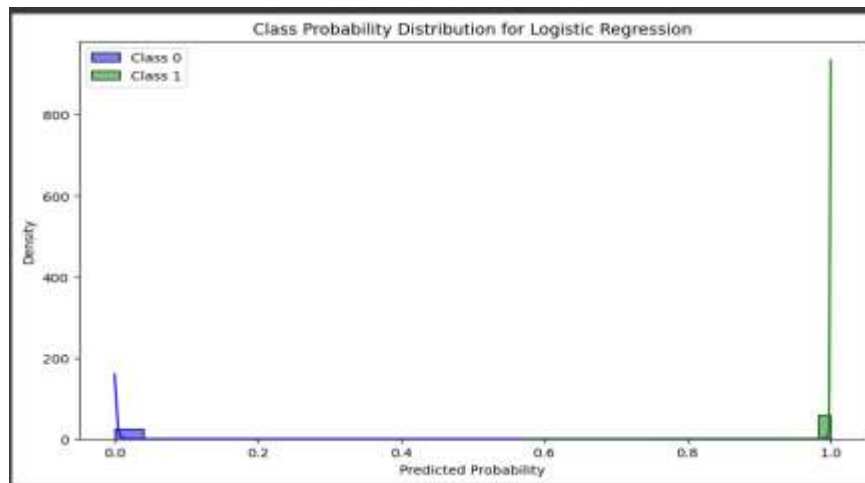 Class Probability Distribution for Logistic Regression
Class 0
Class 1
Density
800
600
400
200
0
0.0 0.2 0.4 0.6 0.8 1.0
Predicted Probability